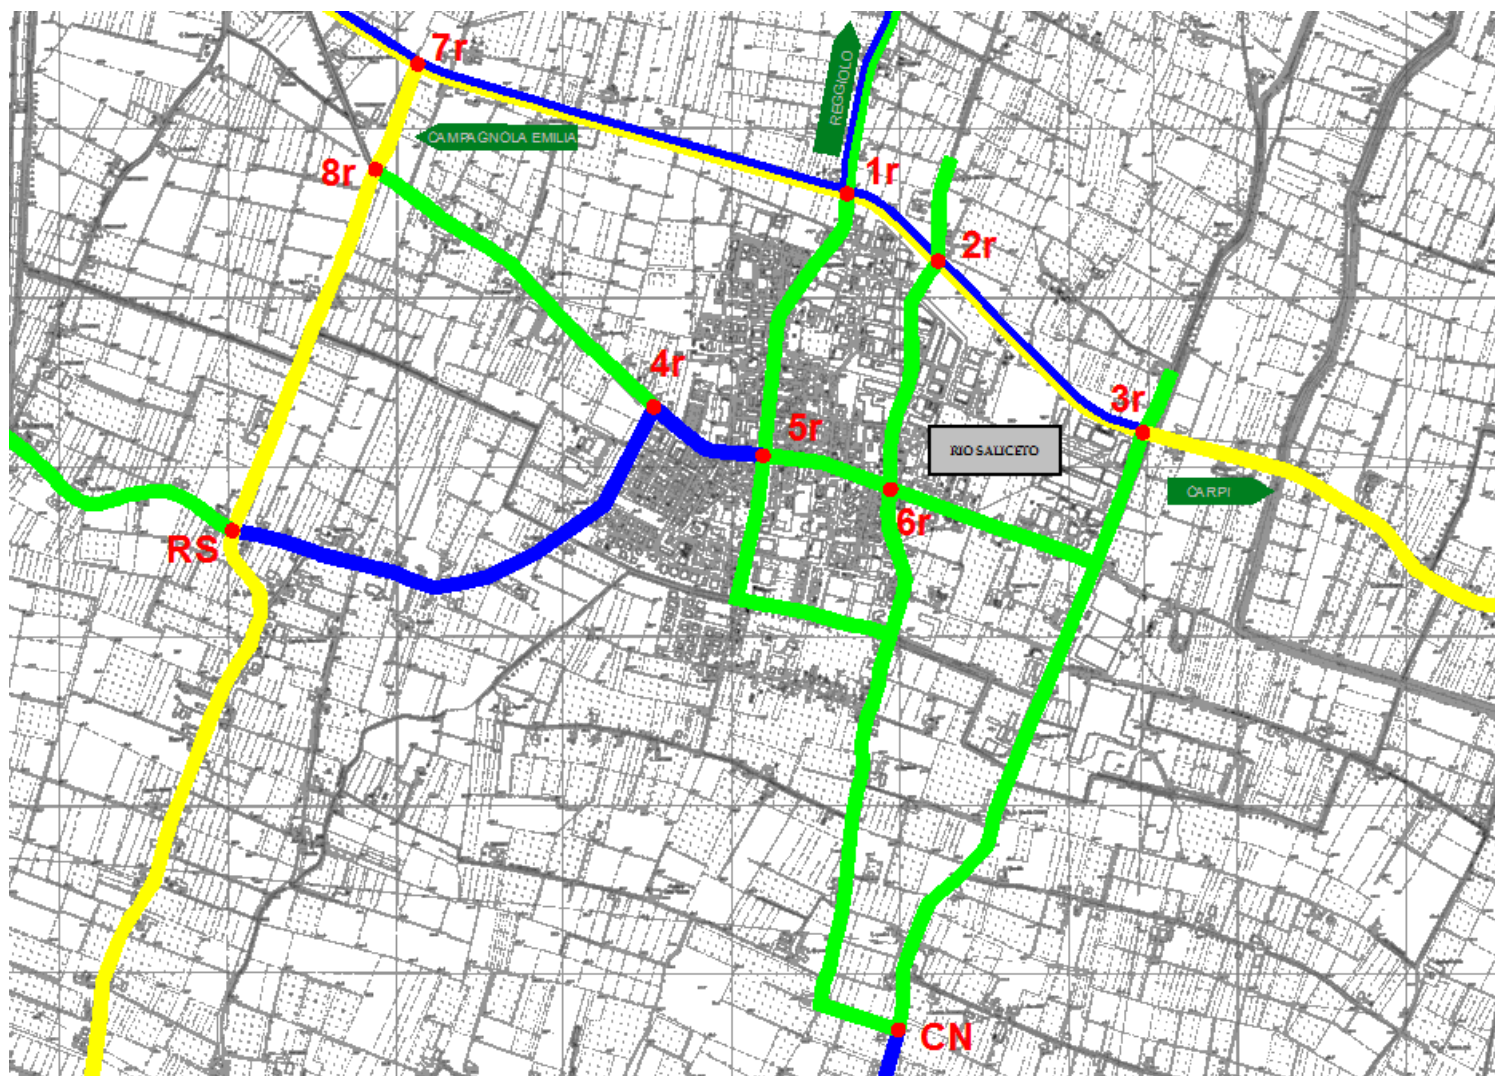 7r
REGGIOLO
CAMPAGNOLA EMILIA
8r
1r
2r
4r
3r
5r
RIO SALICETO
CARPI
6r
RS
CN